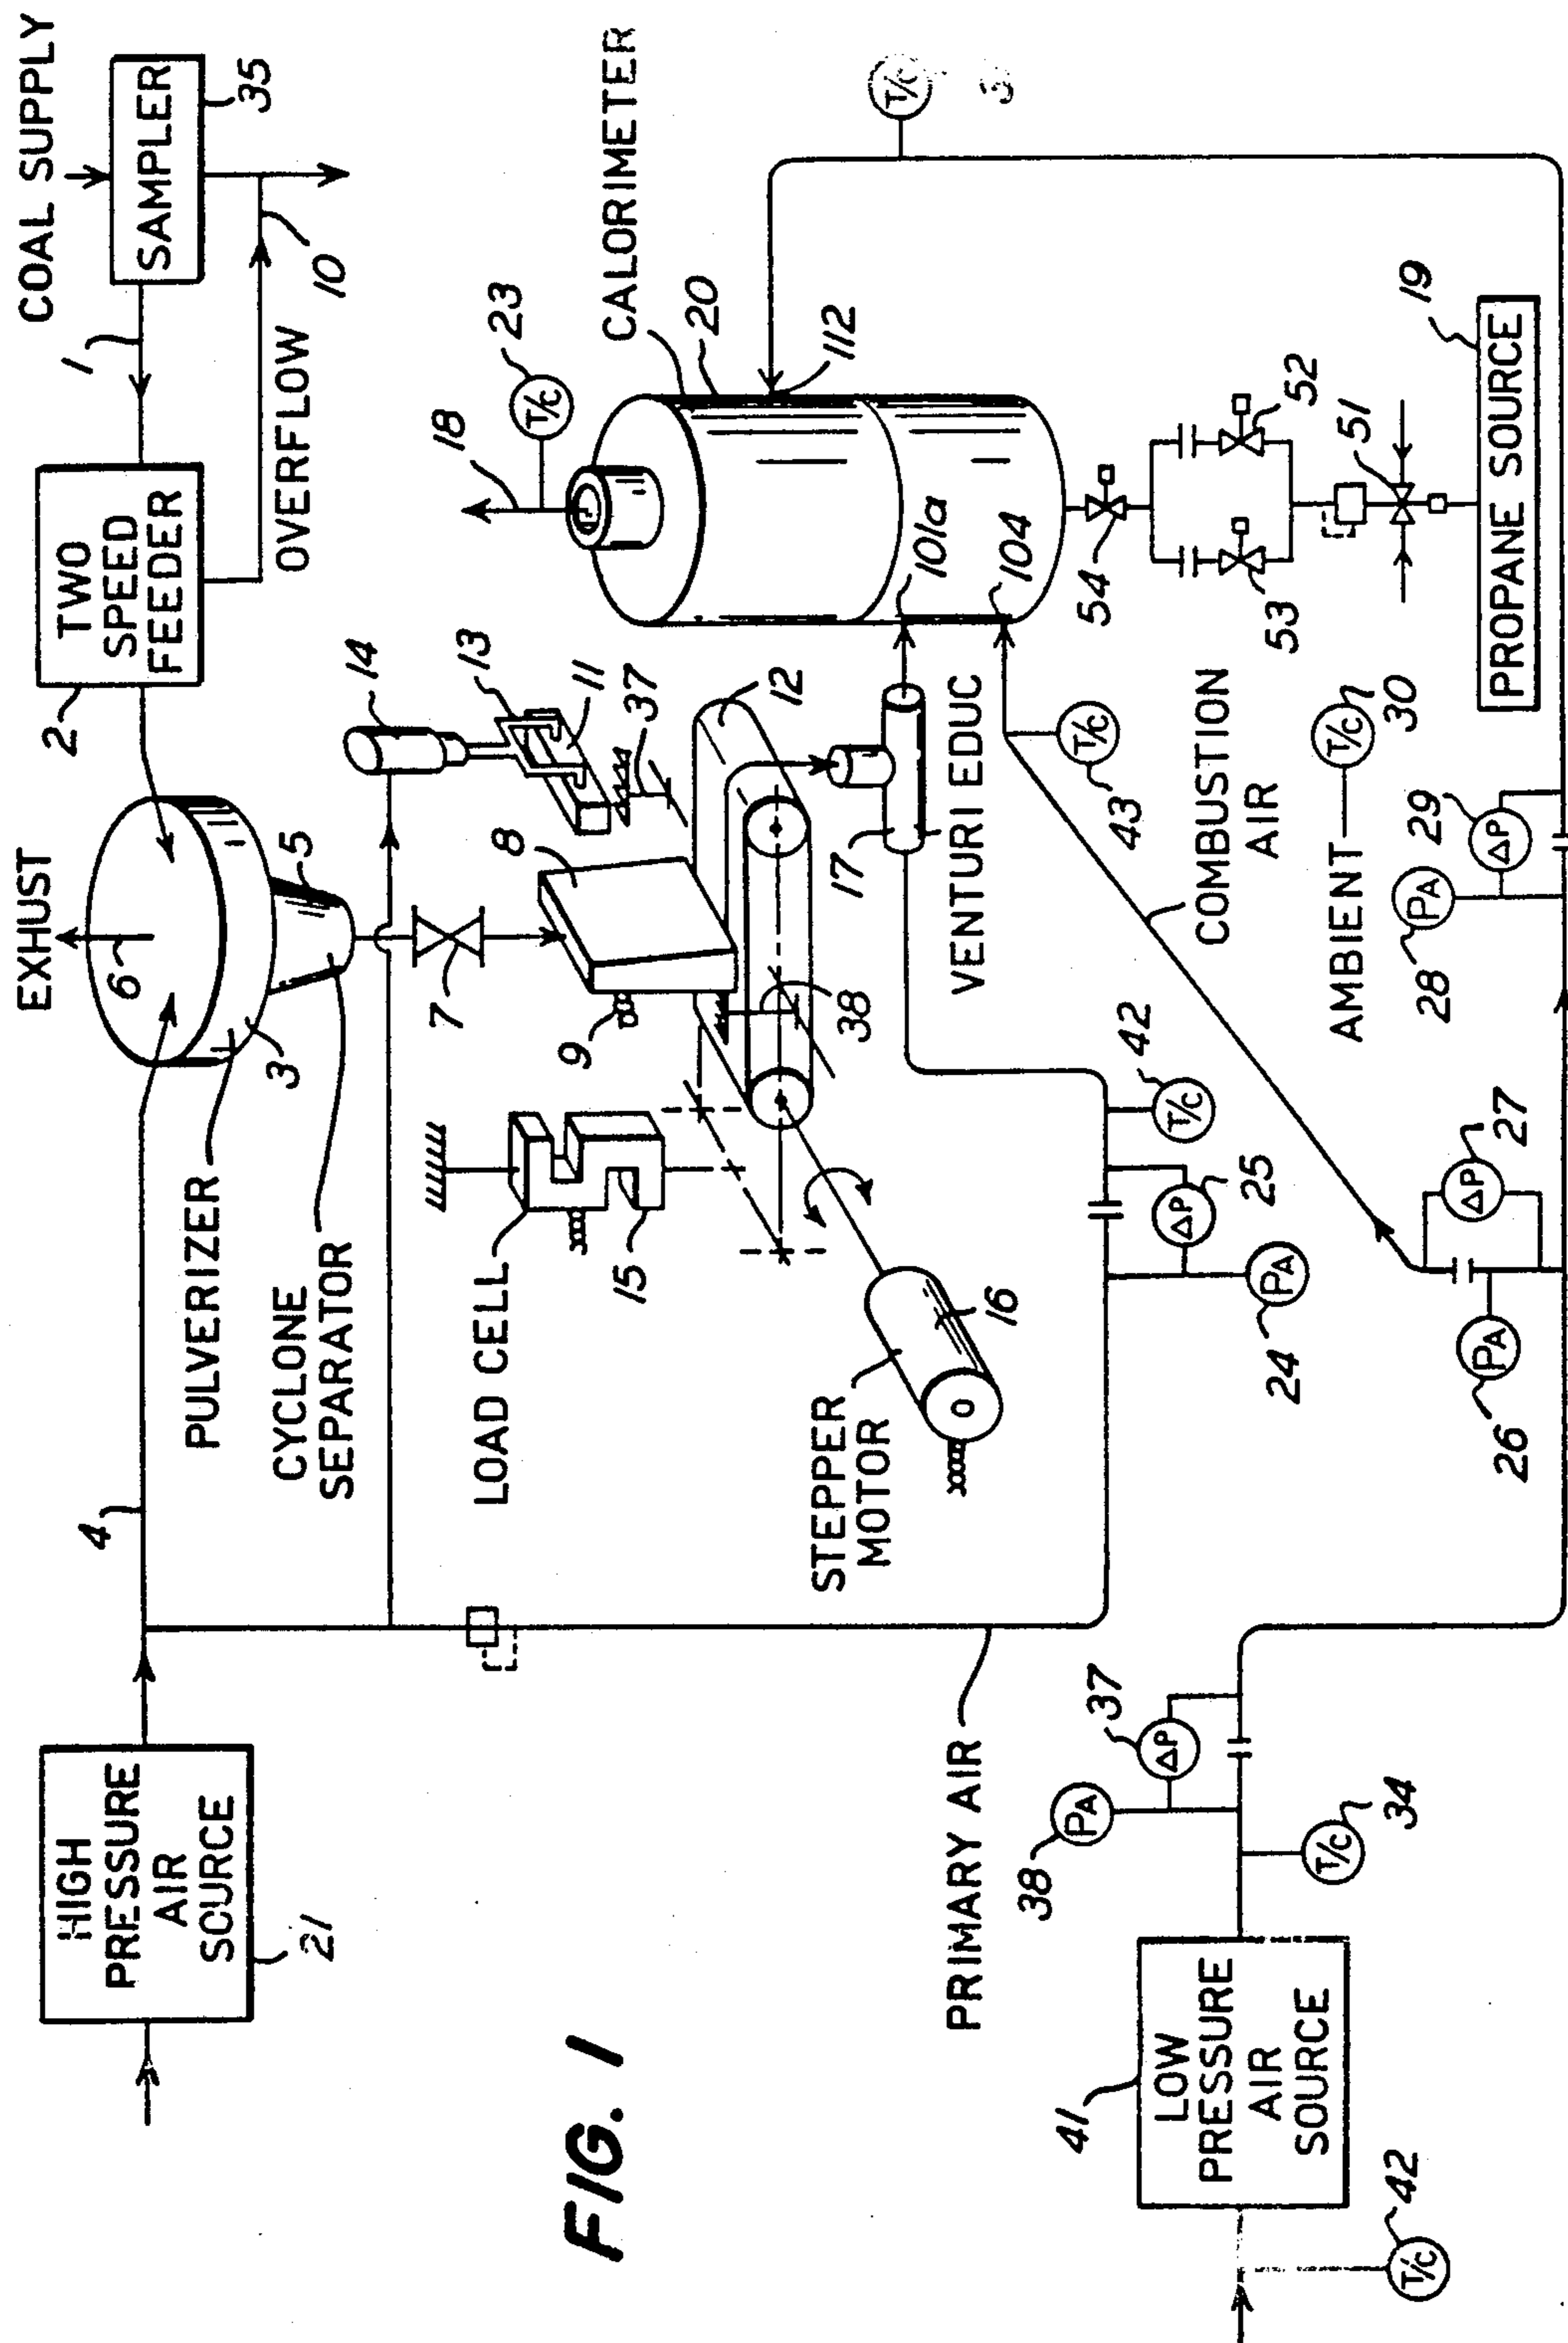 COAL SUPPLY
SAMPLER
35
1
10
OVERFLOW
TWO
SPEED
FEEDER
2
EXHUST
6
5
3
PULVERIZER
CYCLONE
SEPARATOR
4
HIGH
PRESSURE
AIR
SOURCE
21
7
14
13
11
37
12
8
9
38
LOAD CELL
15
STEPPER
MOTOR
16
17
VENTURI EDUC
CALORIMETER
20
18
T/C
23
112
101a
104
T/C
54
52
53
51
19
PROPANE SOURCE
T/C
43
COMBUSTION
AIR
AMBIENT
T/C
30
ΔP
29
PA
28
T/C
42
ΔP
25
PA
24
ΔP
27
PA
26
PRIMARY AIR
ΔP
37
PA
38
T/C
34
LOW
PRESSURE
AIR
SOURCE
41
T/C
42
FIG. 1